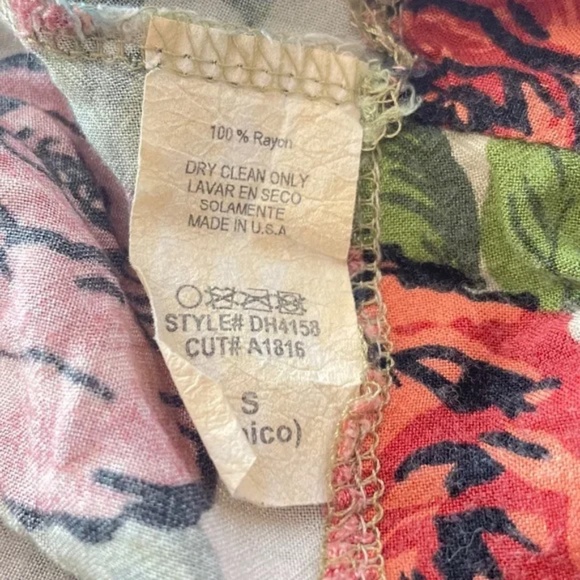 100 % Rayon
DRY CLEAN ONLY
LAVAR EN SECO
SOLAMENTE
MADE IN U.S.A
STYLE# DH4158
CUT# A1816
S